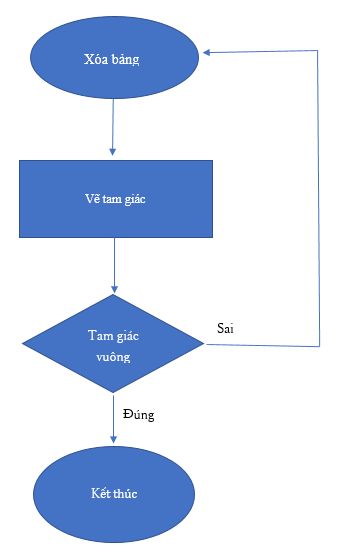 Xóa bảng
Vẽ tam giác
Tam giác
vuông
Sai
Đúng
Kết thúc